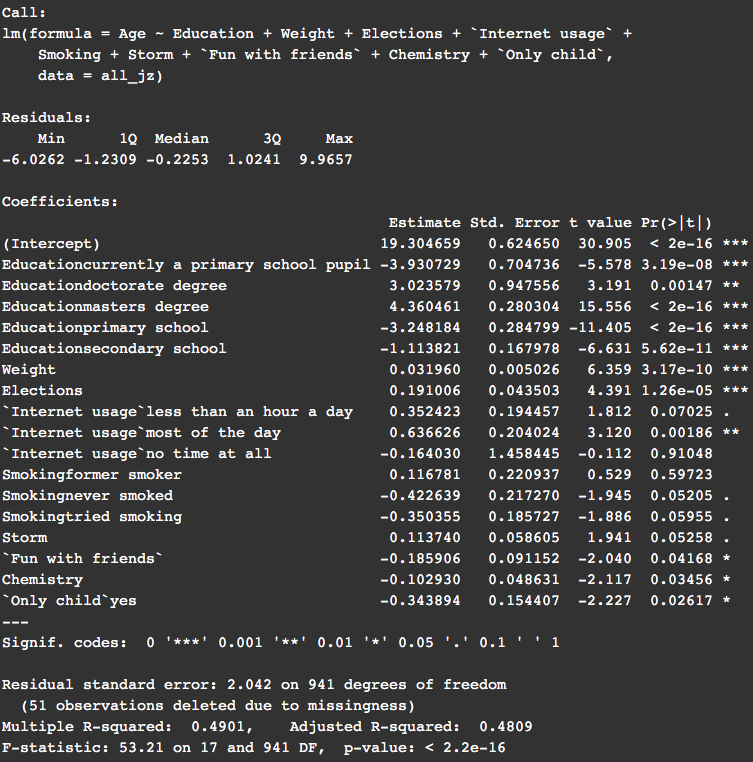 Call:
lm(formula = Age ~ Education + Weight + Elections + `Internet usage` +
    Smoking + Storm + `Fun with friends` + Chemistry + `Only child`,
    data = all_jz)

Residuals:
    Min      1Q  Median      3Q     Max
-6.0262 -1.2309 -0.2253  1.0241  9.9657

Coefficients:
                                          Estimate Std. Error t value Pr(>|t|)
(Intercept)                              19.304659   0.624650  30.905  < 2e-16 ***
Educationcurrently a primary school pupil -3.930729   0.704736  -5.578 3.19e-08 ***
Educationdoctorate degree                 3.023579   0.947556   3.191  0.00147 **
Educationmasters degree                   4.360461   0.280304  15.556  < 2e-16 ***
Educationprimary school                  -3.248184   0.284799 -11.405  < 2e-16 ***
Educationsecondary school                -1.113821   0.167978  -6.631 5.62e-11 ***
Weight                                    0.031960   0.005026   6.359 3.17e-10 ***
Elections                                 0.191006   0.043503   4.391 1.26e-05 ***
`Internet usage`less than an hour a day   0.352423   0.194457   1.812  0.07025 .
`Internet usage`most of the day           0.636626   0.204024   3.120  0.00186 **
`Internet usage`no time at all           -0.164030   1.458445  -0.112  0.91048
Smokingformer smoker                      0.116781   0.220937   0.529  0.59723
Smokingnever smoked                      -0.422639   0.217270  -1.945  0.05205 .
Smokingtried smoking                     -0.350355   0.185727  -1.886  0.05955 .
Storm                                     0.113740   0.058605   1.941  0.05258 .
`Fun with friends`                       -0.185906   0.091152  -2.040  0.04168 *
Chemistry                                -0.102930   0.048631  -2.117  0.03456 *
`Only child`yes                          -0.343894   0.154407  -2.227  0.02617 *
---
Signif. codes:  0 '***' 0.001 '**' 0.01 '*' 0.05 '.' 0.1 ' ' 1

Residual standard error: 2.042 on 941 degrees of freedom
  (51 observations deleted due to missingness)
Multiple R-squared:  0.4901,    Adjusted R-squared:  0.4809
F-statistic: 53.21 on 17 and 941 DF,  p-value: < 2.2e-16